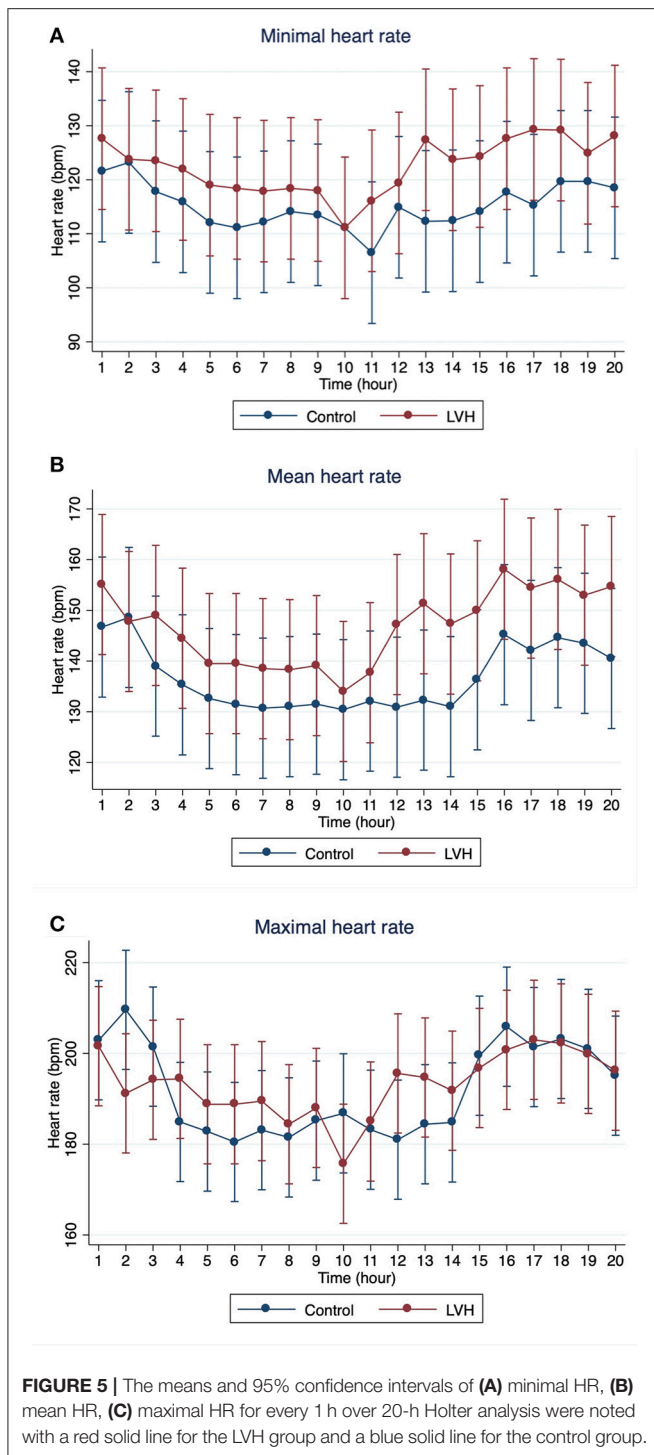 A
Minimal heart rate
Heart rate (bpm)
140
130
120
110
100
90
1 2 3 4 5 6 7 8 9 10 11 12 13 14 15 16 17 18 19 20
Time (hour)
Control LVH
B
Mean heart rate
Heart rate (bpm)
170
160
150
140
130
120
1 2 3 4 5 6 7 8 9 10 11 12 13 14 15 16 17 18 19 20
Time (hour)
Control LVH
C
Maximal heart rate
Heart rate (bpm)
220
200
180
160
1 2 3 4 5 6 7 8 9 10 11 12 13 14 15 16 17 18 19 20
Time (hour)
Control LVH
FIGURE 5 | The means and 95% confidence intervals of (A) minimal HR, (B)
mean HR, (C) maximal HR for every 1 h over 20-h Holter analysis were noted
with a red solid line for the LVH group and a blue solid line for the control group.